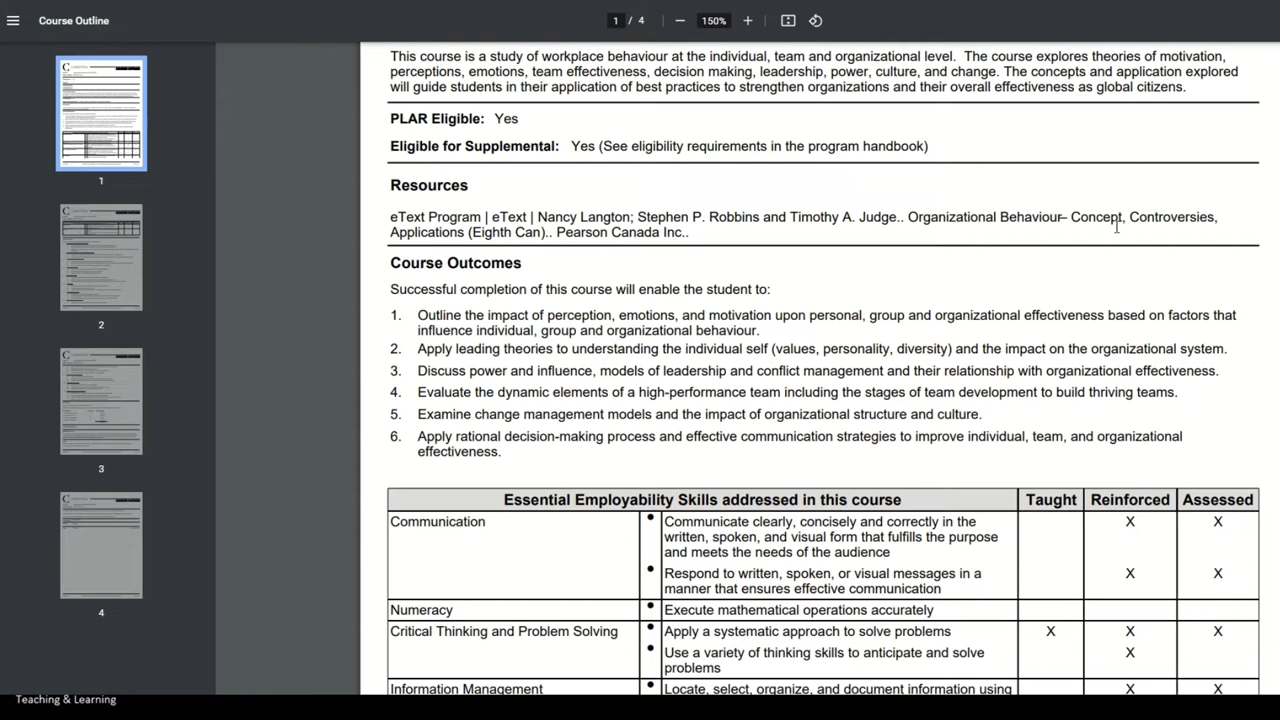 Course Outline
1 / 4
150%
This course is a study of workplace behaviour at the individual, team and organizational level. The course explores theories of motivation,
perceptions, emotions, team effectiveness, decision making, leadership, power, culture, and change. The concepts and application explored
will guide students in their application of best practices to strengthen organizations and their overall effectiveness as global citizens.
PLAR Eligible: Yes
Eligible for Supplemental: Yes (See eligibility requirements in the program handbook)
Resources
eText Program | eText | Nancy Langton; Stephen P. Robbins and Timothy A. Judge.. Organizational Behaviour– Concept, Controversies,
Applications (Eighth Can).. Pearson Canada Inc..
Course Outcomes
Successful completion of this course will enable the student to:
1. Outline the impact of perception, emotions, and motivation upon personal, group and organizational effectiveness based on factors that
influence individual, group and organizational behaviour.
2. Apply leading theories to understanding the individual self (values, personality, diversity) and the impact on the organizational system.
3. Discuss power and influence, models of leadership and conflict management and their relationship with organizational effectiveness.
4. Evaluate the dynamic elements of a high-performance team including the stages of team development to build thriving teams.
5. Examine change management models and the impact of organizational structure and culture.
6. Apply rational decision-making process and effective communication strategies to improve individual, team, and organizational
effectiveness.
Essential Employability Skills addressed in this course Taught Reinforced Assessed
Communication • Communicate clearly, concisely and correctly in the X X
written, spoken, and visual form that fulfills the purpose
and meets the needs of the audience
• Respond to written, spoken, or visual messages in a X X
manner that ensures effective communication
Numeracy • Execute mathematical operations accurately
Critical Thinking and Problem Solving • Apply a systematic approach to solve problems X X X
• Use a variety of thinking skills to anticipate and solve X
problems
Information Management • Locate, select, organize, and document information using X X
1
2
3
4
Teaching & Learning